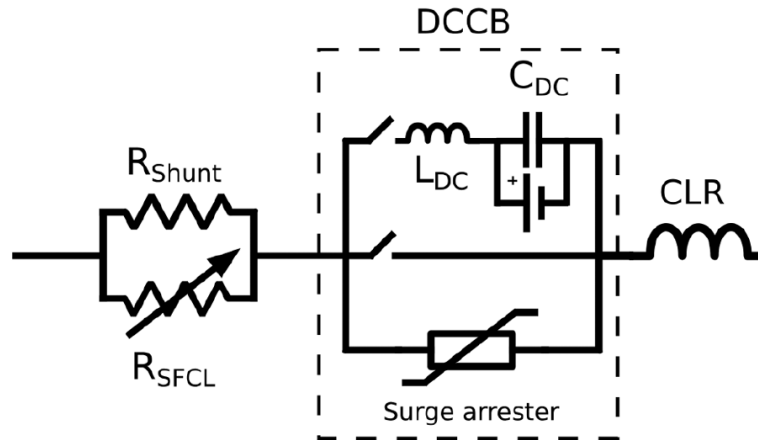 DCCB
C_DC
R_Shunt
L_DC
+
CLR
R_SFCL
Surge arrester